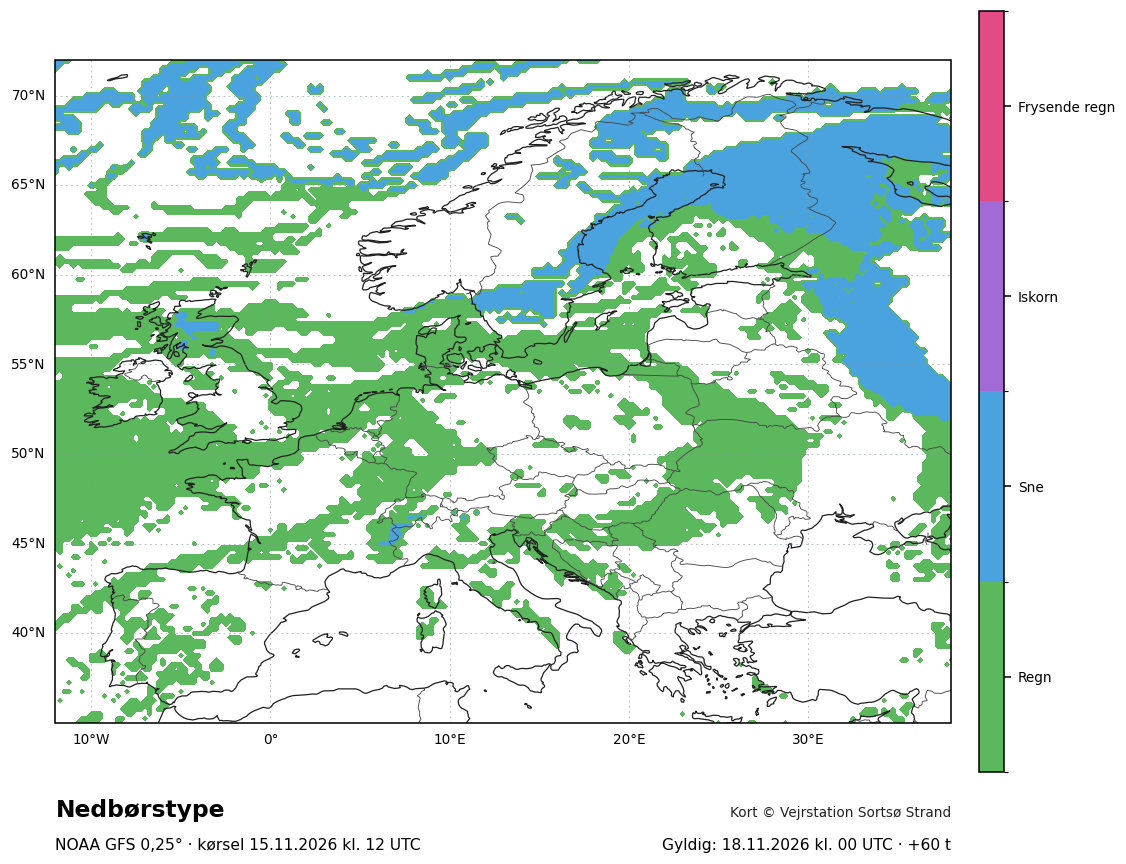 70°N
65°N
60°N
55°N
50°N
45°N
40°N
10°W
0°
10°E
20°E
30°E
Frysende regn
Iskorn
Sne
Regn
Nedbørstype
Kort © Vejrstation Sortsø Strand
NOAA GFS 0,25° · kørsel 15.11.2026 kl. 12 UTC
Gyldig: 18.11.2026 kl. 00 UTC · +60 t